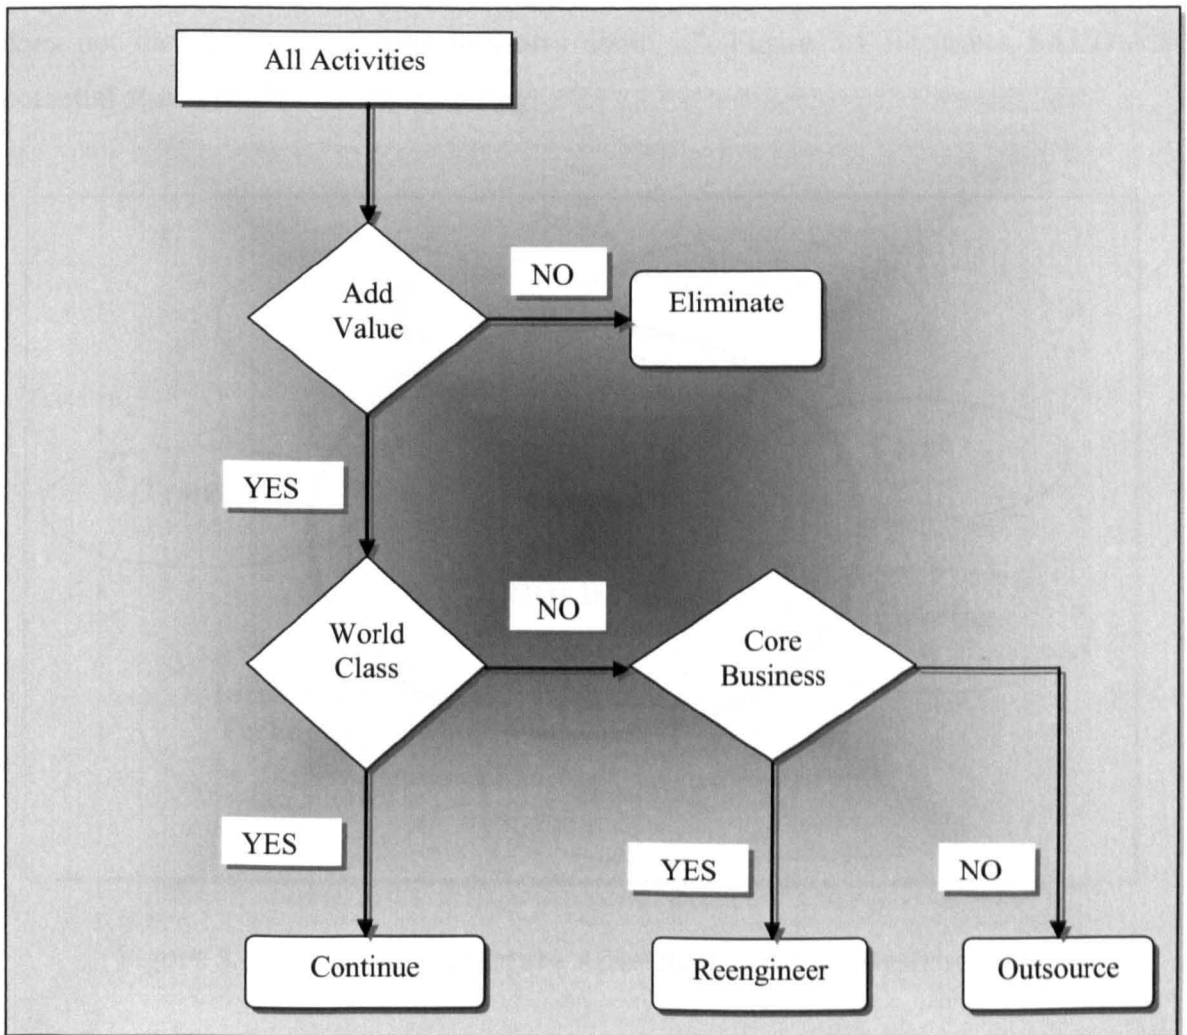 All Activities
Add
Value
NO
Eliminate
YES
World
Class
NO
Core
Business
YES
YES
NO
Continue
Reengineer
Outsource